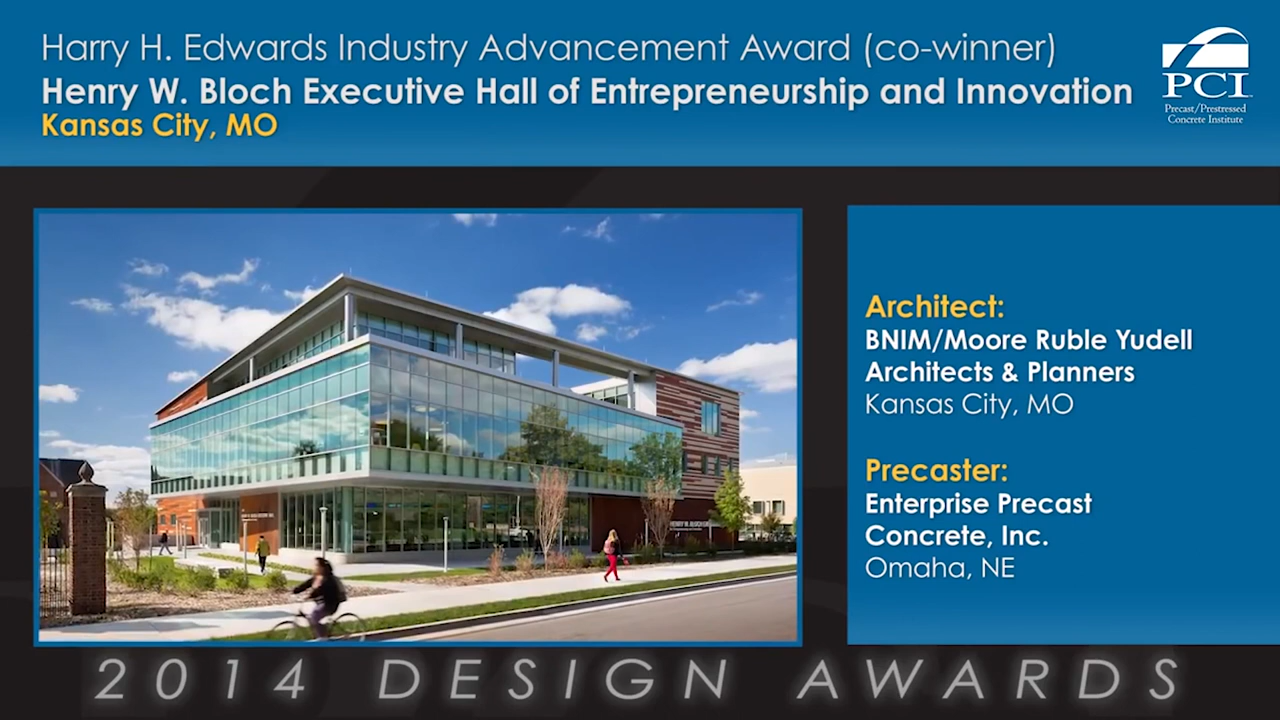 Harry H. Edwards Industry Advancement Award (co-winner)
Henry W. Bloch Executive Hall of Entrepreneurship and Innovation
Kansas City, MO
PCI
Precast/Prestressed
Concrete Institute
Architect:
BNIM/Moore Ruble Yudell
Architects & Planners
Kansas City, MO
Precaster:
Enterprise Precast
Concrete, Inc.
Omaha, NE
HENRY W. BLOCH
2014 DESIGN AWARDS